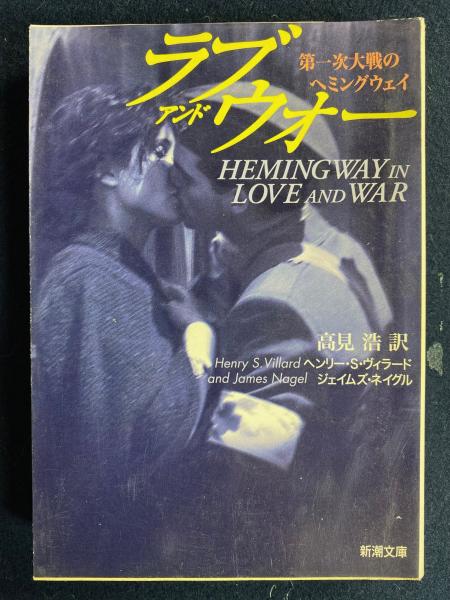 第一次大戦の
ヘミングウェイ
ラブ
アンド
ウォー
HEMINGWAY IN
LOVE AND WAR
高見 浩 訳
Henry S.Villard ヘンリー・S・ヴィラード
and James Nagel ジェイムズ・ネイグル
新潮文庫